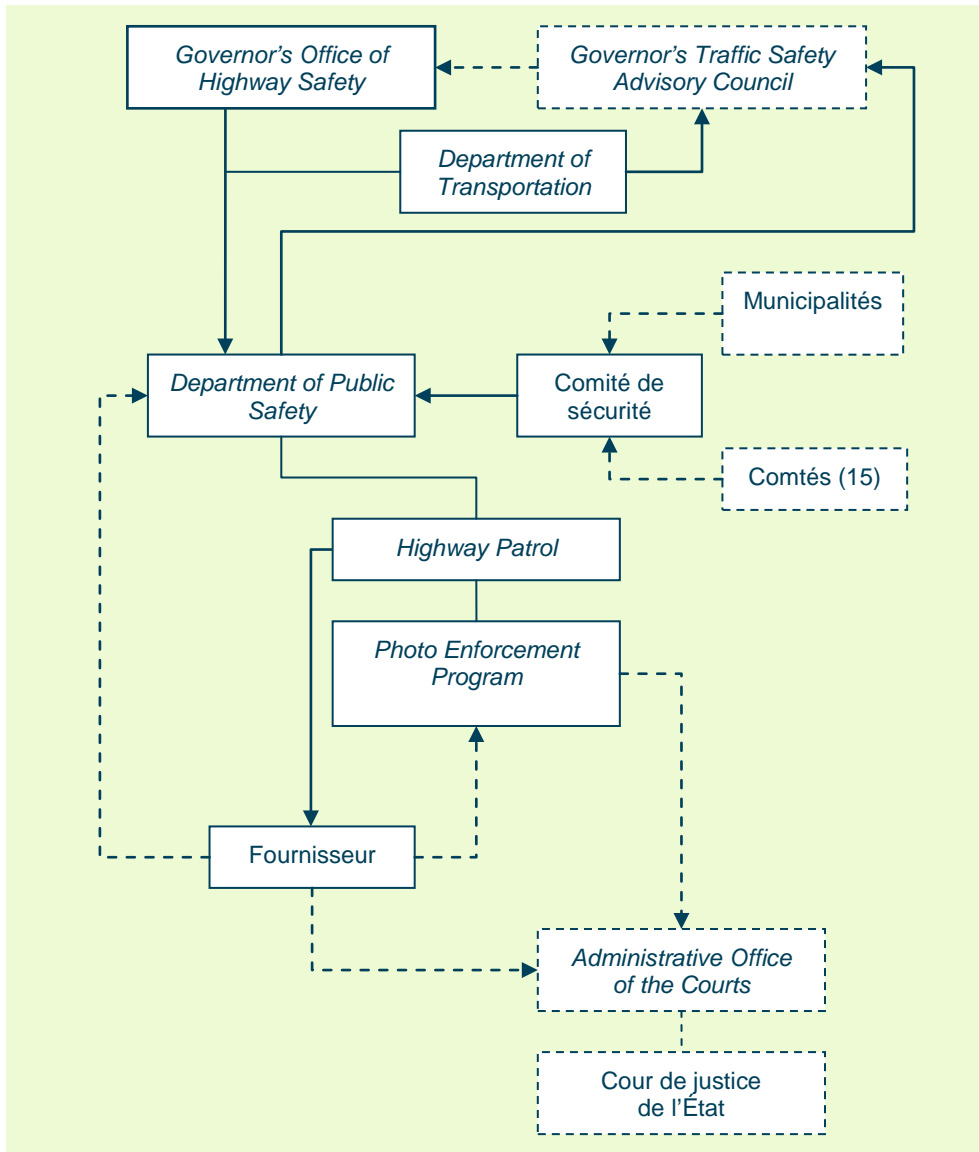 Governor's Office of
Highway Safety
Governor's Traffic Safety
Advisory Council
Department of
Transportation
Municipalités
Department of Public
Safety
Comité de
sécurité
Comtés (15)
Highway Patrol
Photo Enforcement
Program
Fournisseur
Administrative Office
of the Courts
Cour de justice
de l'État